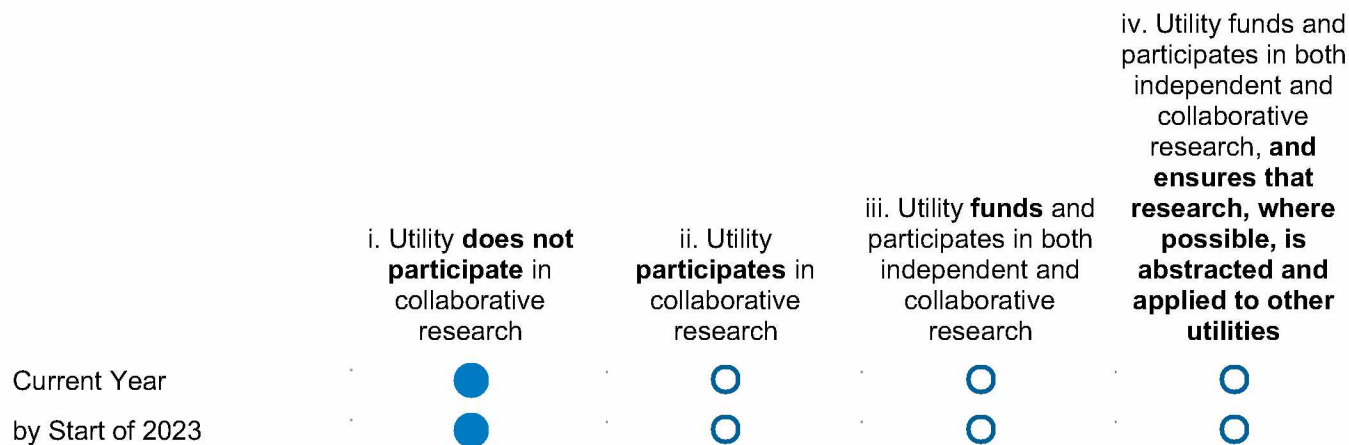 i. Utility does not
participate in
collaborative
research
ii. Utility
participates in
collaborative
research
iii. Utility funds and
participates in both
independent and
collaborative
research
iv. Utility funds and
participates in both
independent and
collaborative
research, and
ensures that
research, where
possible, is
abstracted and
applied to other
utilities
Current Year
by Start of 2023